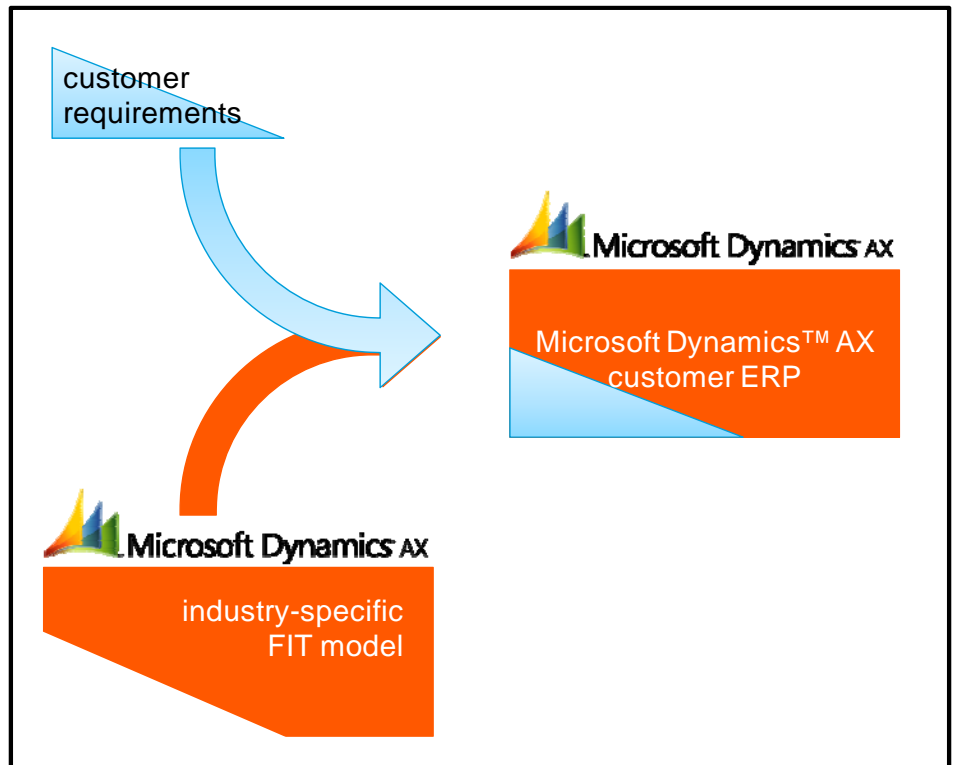 customer
requirements
Microsoft Dynamics AX
Microsoft Dynamics™ AX
customer ERP
Microsoft Dynamics AX
industry-specific
FIT model